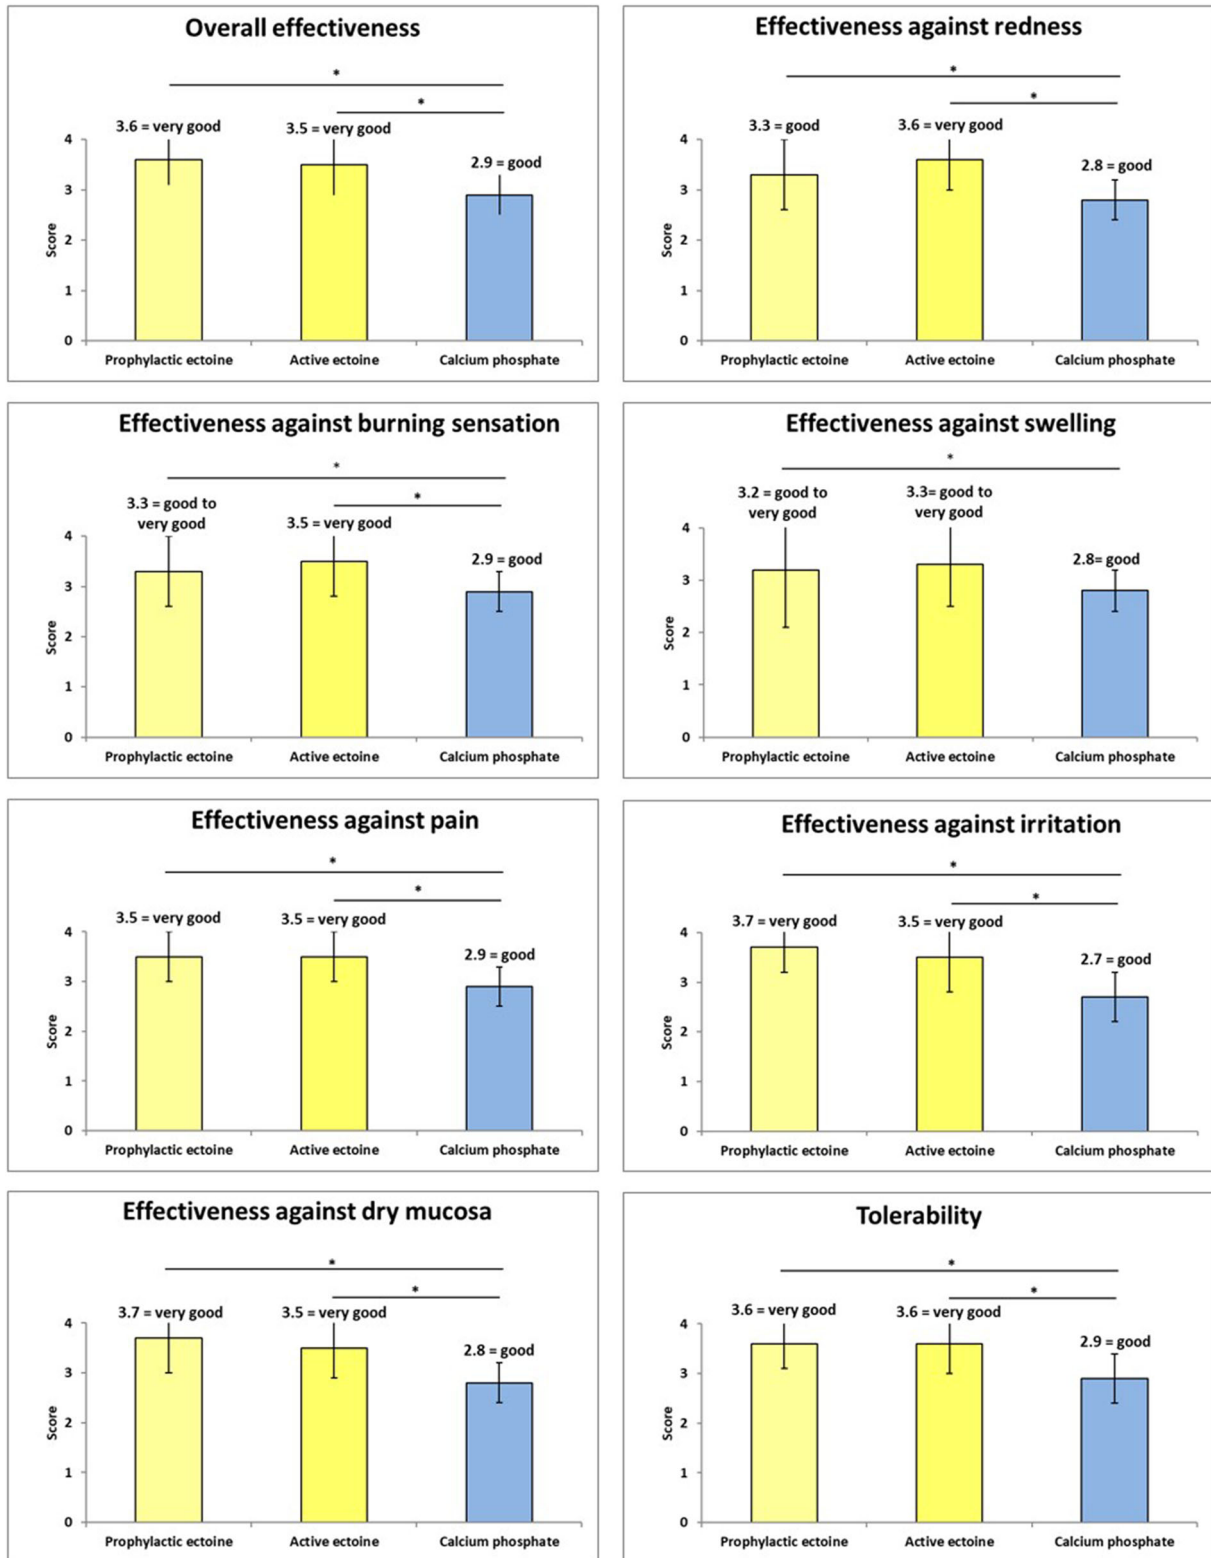 Overall effectiveness
*
*
3.6 = very good
3.5 = very good
2.9 = good
4
3
2
1
0
Score
Prophylactic ectoine
Active ectoine
Calcium phosphate
Effectiveness against redness
*
*
3.3 = good
3.6 = very good
2.8 = good
4
3
2
1
0
Score
Prophylactic ectoine
Active ectoine
Calcium phosphate
Effectiveness against burning sensation
*
*
3.3 = good to
very good
3.5 = very good
2.9 = good
4
3
2
1
0
Score
Prophylactic ectoine
Active ectoine
Calcium phosphate
Effectiveness against swelling
*
3.2 = good to
very good
3.3= good to
very good
2.8= good
4
3
2
1
0
Score
Prophylactic ectoine
Active ectoine
Calcium phosphate
Effectiveness against pain
*
*
3.5 = very good
3.5 = very good
2.9 = good
4
3
2
1
0
Score
Prophylactic ectoine
Active ectoine
Calcium phosphate
Effectiveness against irritation
*
*
3.7 = very good
3.5 = very good
2.7 = good
4
3
2
1
0
Score
Prophylactic ectoine
Active ectoine
Calcium phosphate
Effectiveness against dry mucosa
*
*
3.7 = very good
3.5 = very good
2.8 = good
4
3
2
1
0
Score
Prophylactic ectoine
Active ectoine
Calcium phosphate
Tolerability
*
*
3.6 = very good
3.6 = very good
2.9 = good
4
3
2
1
0
Score
Prophylactic ectoine
Active ectoine
Calcium phosphate